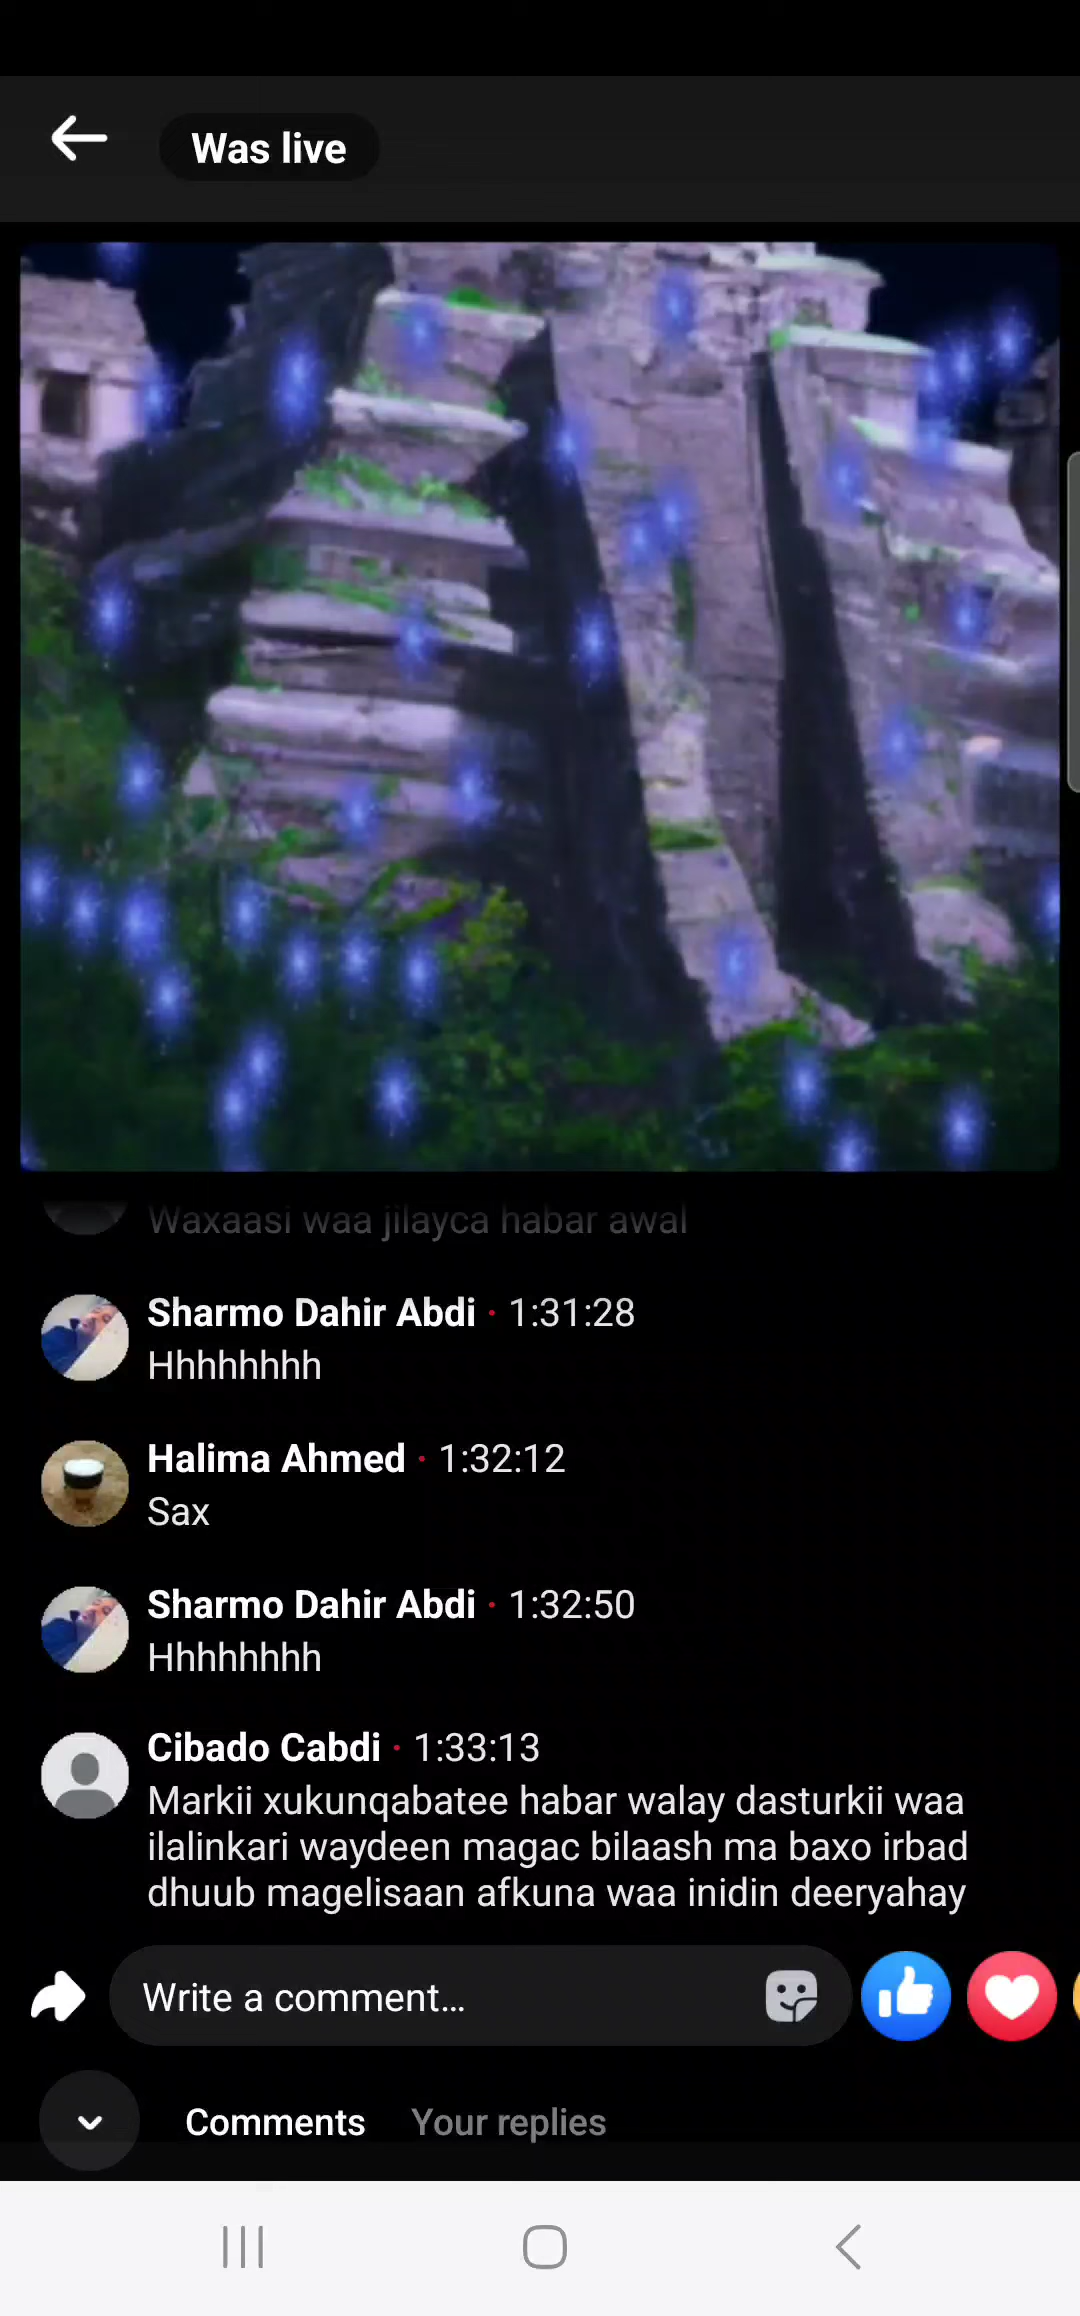 Was live
Waxaasi waa jilayca habar awal
Sharmo Dahir Abdi · 1:31:28
Hhhhhhhh
Halima Ahmed · 1:32:12
Sax
Sharmo Dahir Abdi · 1:32:50
Hhhhhhhh
Cibado Cabdi · 1:33:13
Markii xukunqabatee habar walay dasturkii waa
ilalinkari waydeen magac bilaash ma baxo irbad
dhuub magelisaan afkuna waa inidin deeryahay
Write a comment...
Comments Your replies